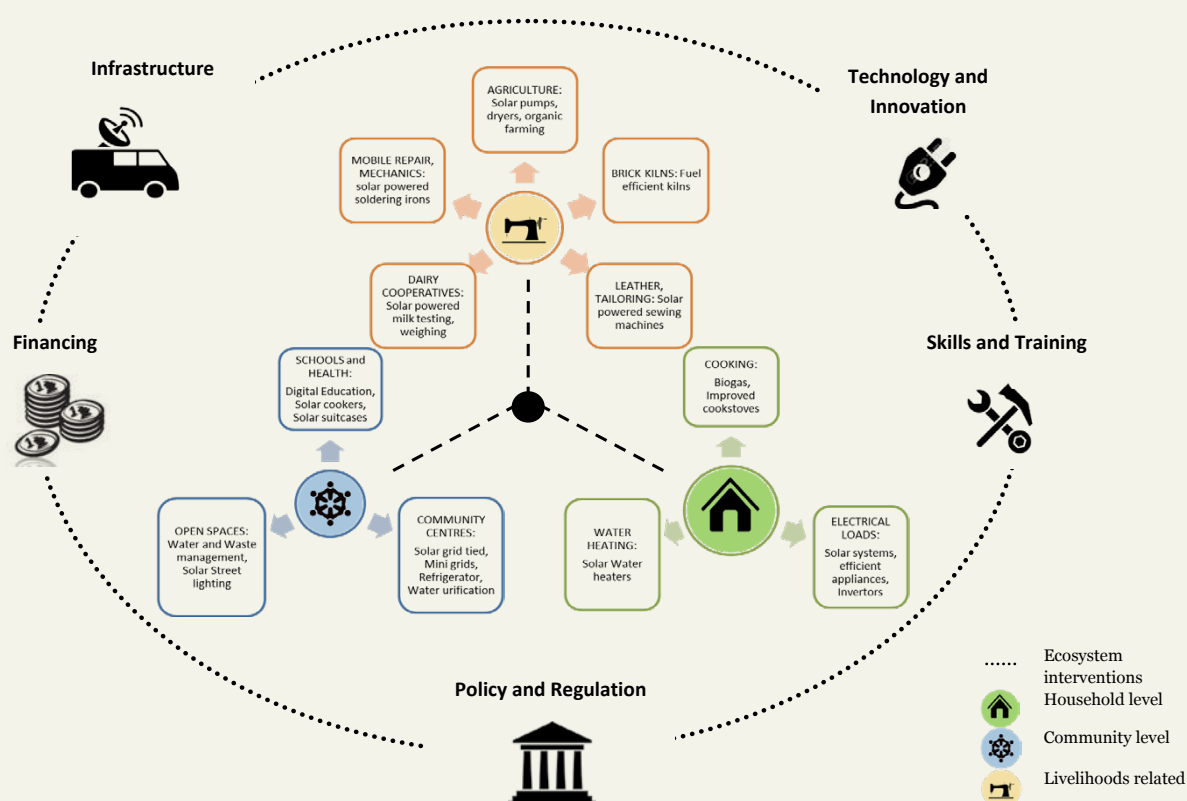 Infrastructure
Technology and
Innovation
AGRICULTURE:
Solar pumps,
dryers, organic
farming
MOBILE REPAIR,
MECHANICS:
solar powered
soldering irons
BRICK KILNS: Fuel
efficient kilns
DAIRY
COOPERATIVES:
Solar powered
milk testing,
weighing
LEATHER,
TAILORING: Solar
powered sewing
machines
Financing
Skills and Training
SCHOOLS and
HEALTH:
Digital Education,
Solar cookers,
Solar suitcases
COOKING:
Biogas,
Improved
cookstoves
OPEN SPACES:
Water and Waste
management,
Solar Street
lighting
COMMUNITY
CENTRES:
Solar grid tied,
Mini grids,
Refrigerator,
Water urification
WATER
HEATING:
Solar Water
heaters
ELECTRICAL
LOADS:
Solar systems,
efficient
appliances,
Invertors
Policy and Regulation
Ecosystem
interventions
Household level
Community level
Livelihoods related